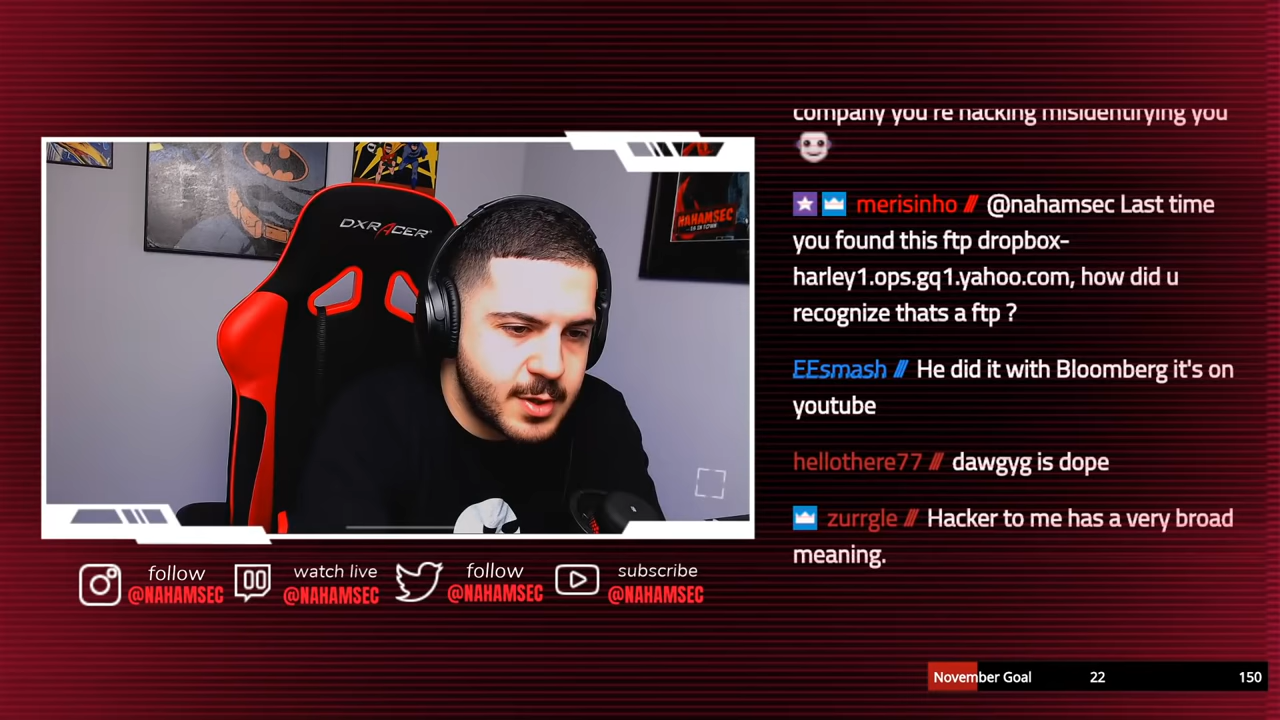 company you're hacking misidentifying you
merisinho /// @nahamsec Last time
you found this ftp dropbox-
harley1.ops.gq1.yahoo.com, how did u
recognize thats a ftp ?
EEsmash /// He did it with Bloomberg it's on
youtube
hellothere77 /// dawgyg is dope
zurrgle /// Hacker to me has a very broad
meaning.
DXRACER
NAHAMSEC
follow
@NAHAMSEC
watch live
@NAHAMSEC
follow
@NAHAMSEC
subscribe
@NAHAMSEC
November Goal 22 150